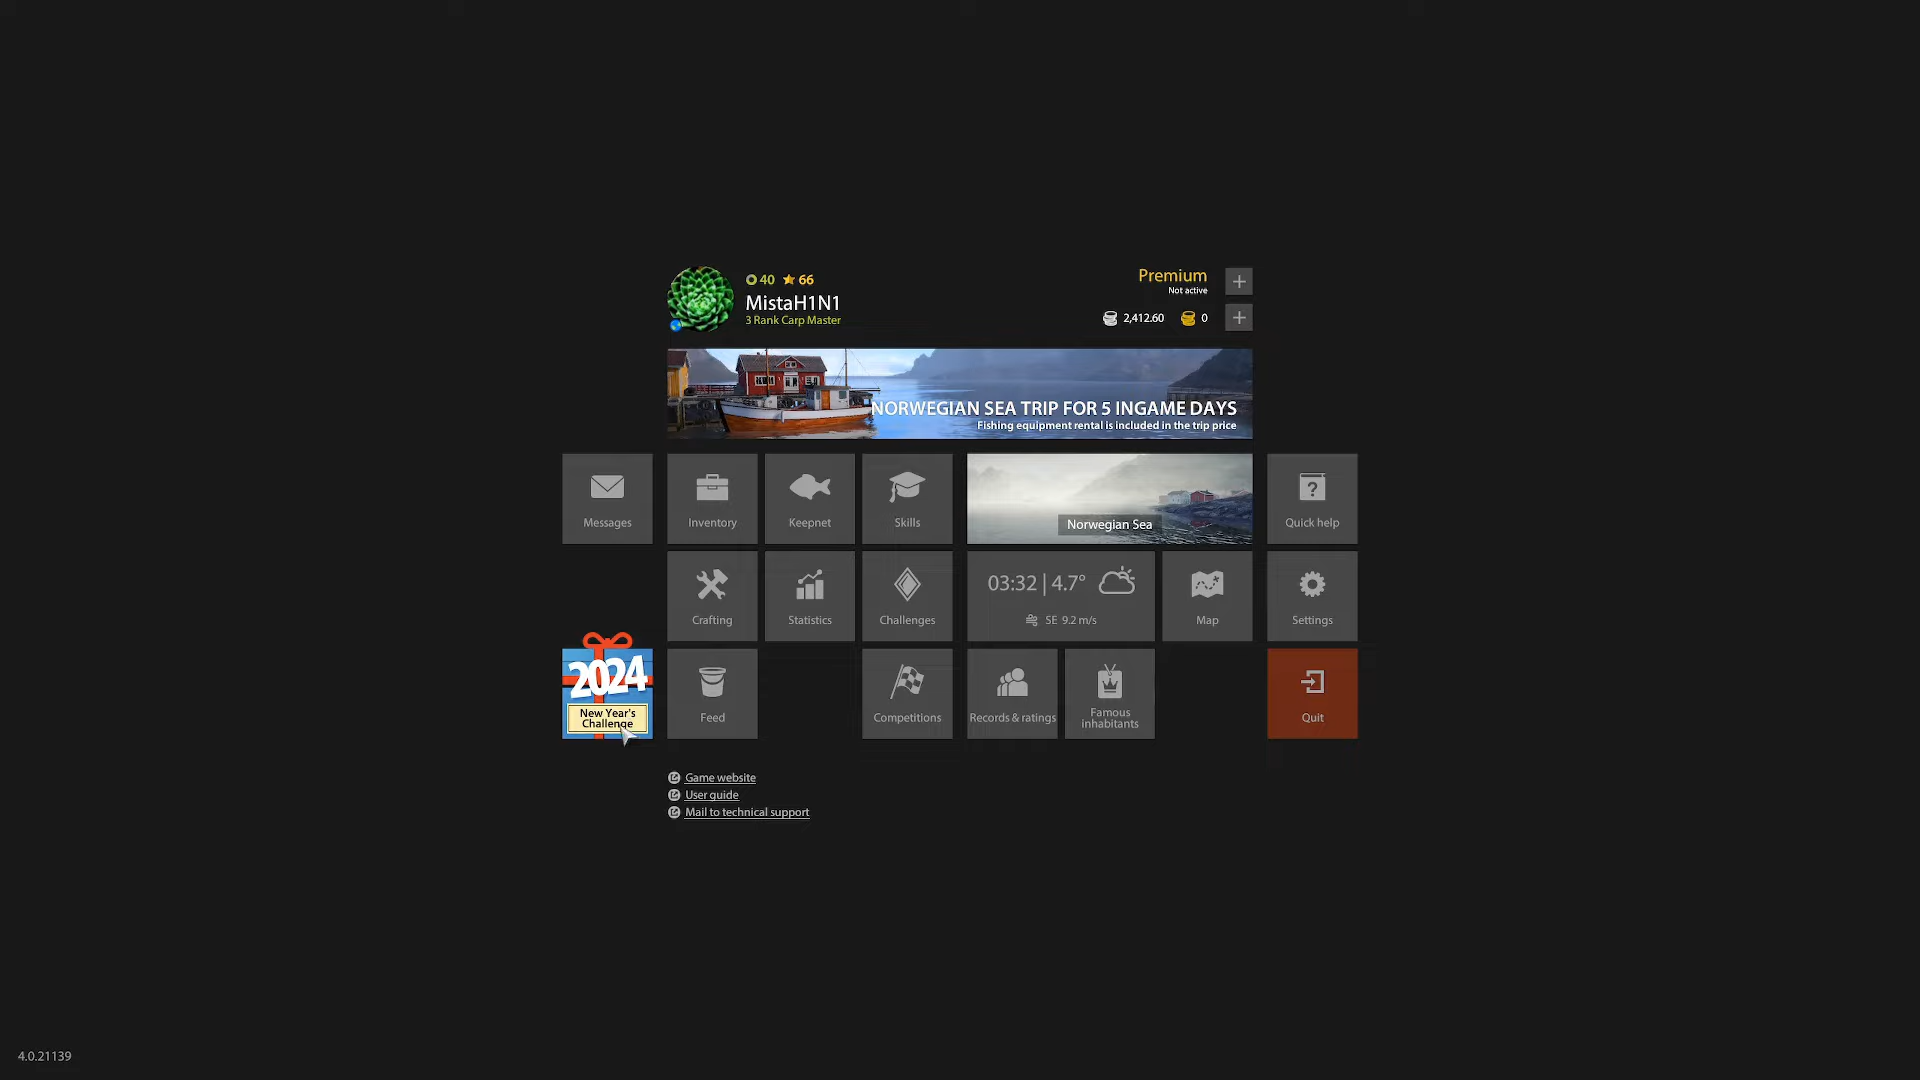 40 66
MistaH1N1
3 Rank Carp Master
Premium
Not active
2,412.60 0
NORWEGIAN SEA TRIP FOR 5 INGAME DAYS
Fishing equipment rental is included in the trip price
Messages
Inventory
Keepnet
Skills
Norwegian Sea
Quick help
Crafting
Statistics
Challenges
03:32 | 4.7°
SE 9.2 m/s
Map
Settings
2024
New Year's
Challenge
Feed
Competitions
Records & ratings
Famous
inhabitants
Quit
Game website
User guide
Mail to technical support
4.0.21139